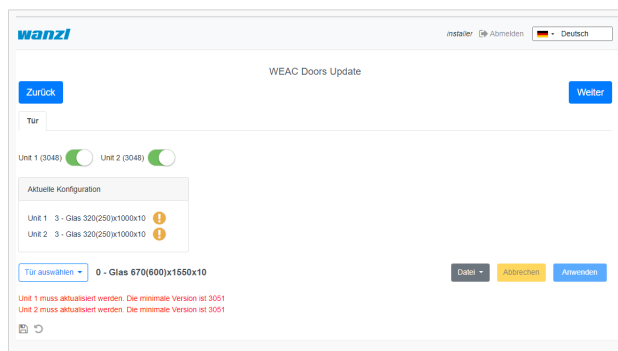 wanzl
installer Abmelden Deutsch
WEAC Doors Update
Zurück Weiter
Tür
Unit 1 (3048) Unit 2 (3048)
Aktuelle Konfiguration
Unit 1 3 - Glas 320(250)x1000x10
Unit 2 3 - Glas 320(250)x1000x10
Tür auswählen 0 - Glas 670(600)x1550x10 Datei Abbrechen Anwenden
Unit 1 muss aktualisiert werden. Die minimale Version ist 3051
Unit 2 muss aktualisiert werden. Die minimale Version ist 3051